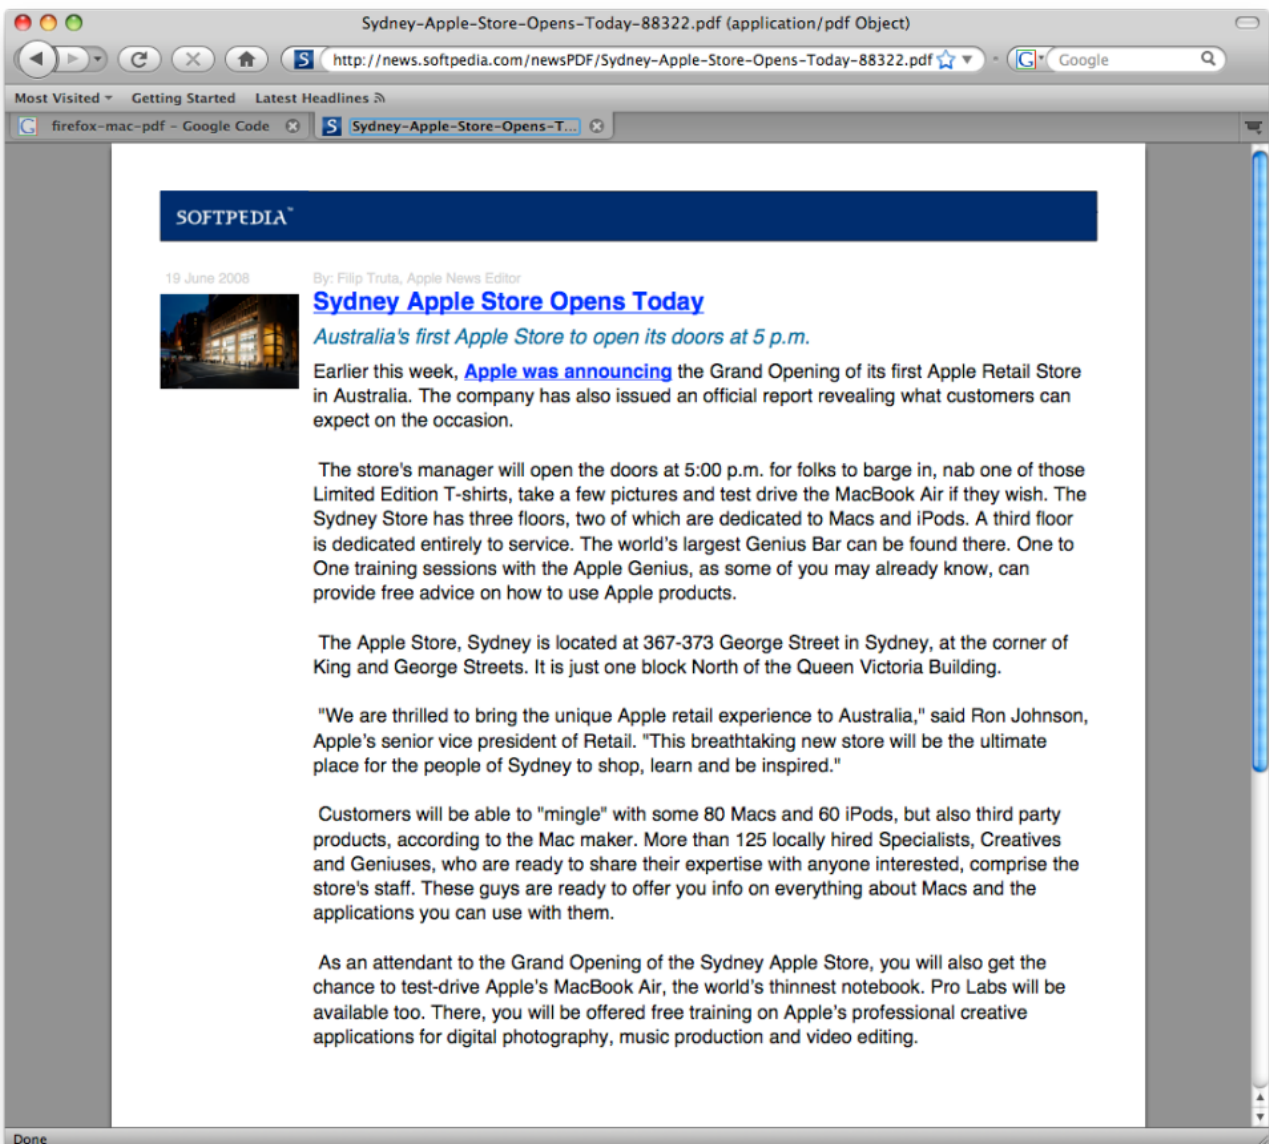 Sydney-Apple-Store-Opens-Today-88322.pdf (application/pdf Object)
S http://news.softpedia.com/newsPDF/Sydney-Apple-Store-Opens-Today-88322.pdf G Google
Most Visited Getting Started Latest Headlines
G firefox-mac-pdf - Google Code S Sydney-Apple-Store-Opens-T...
SOFTPEDIA™
19 June 2008 By: Filip Truta, Apple News Editor
Sydney Apple Store Opens Today
Australia's first Apple Store to open its doors at 5 p.m.
Earlier this week, Apple was announcing the Grand Opening of its first Apple Retail Store
in Australia. The company has also issued an official report revealing what customers can
expect on the occasion.
The store's manager will open the doors at 5:00 p.m. for folks to barge in, nab one of those
Limited Edition T-shirts, take a few pictures and test drive the MacBook Air if they wish. The
Sydney Store has three floors, two of which are dedicated to Macs and iPods. A third floor
is dedicated entirely to service. The world's largest Genius Bar can be found there. One to
One training sessions with the Apple Genius, as some of you may already know, can
provide free advice on how to use Apple products.
The Apple Store, Sydney is located at 367-373 George Street in Sydney, at the corner of
King and George Streets. It is just one block North of the Queen Victoria Building.
"We are thrilled to bring the unique Apple retail experience to Australia," said Ron Johnson,
Apple's senior vice president of Retail. "This breathtaking new store will be the ultimate
place for the people of Sydney to shop, learn and be inspired."
Customers will be able to "mingle" with some 80 Macs and 60 iPods, but also third party
products, according to the Mac maker. More than 125 locally hired Specialists, Creatives
and Geniuses, who are ready to share their expertise with anyone interested, comprise the
store's staff. These guys are ready to offer you info on everything about Macs and the
applications you can use with them.
As an attendant to the Grand Opening of the Sydney Apple Store, you will also get the
chance to test-drive Apple's MacBook Air, the world's thinnest notebook. Pro Labs will be
available too. There, you will be offered free training on Apple's professional creative
applications for digital photography, music production and video editing.
Done